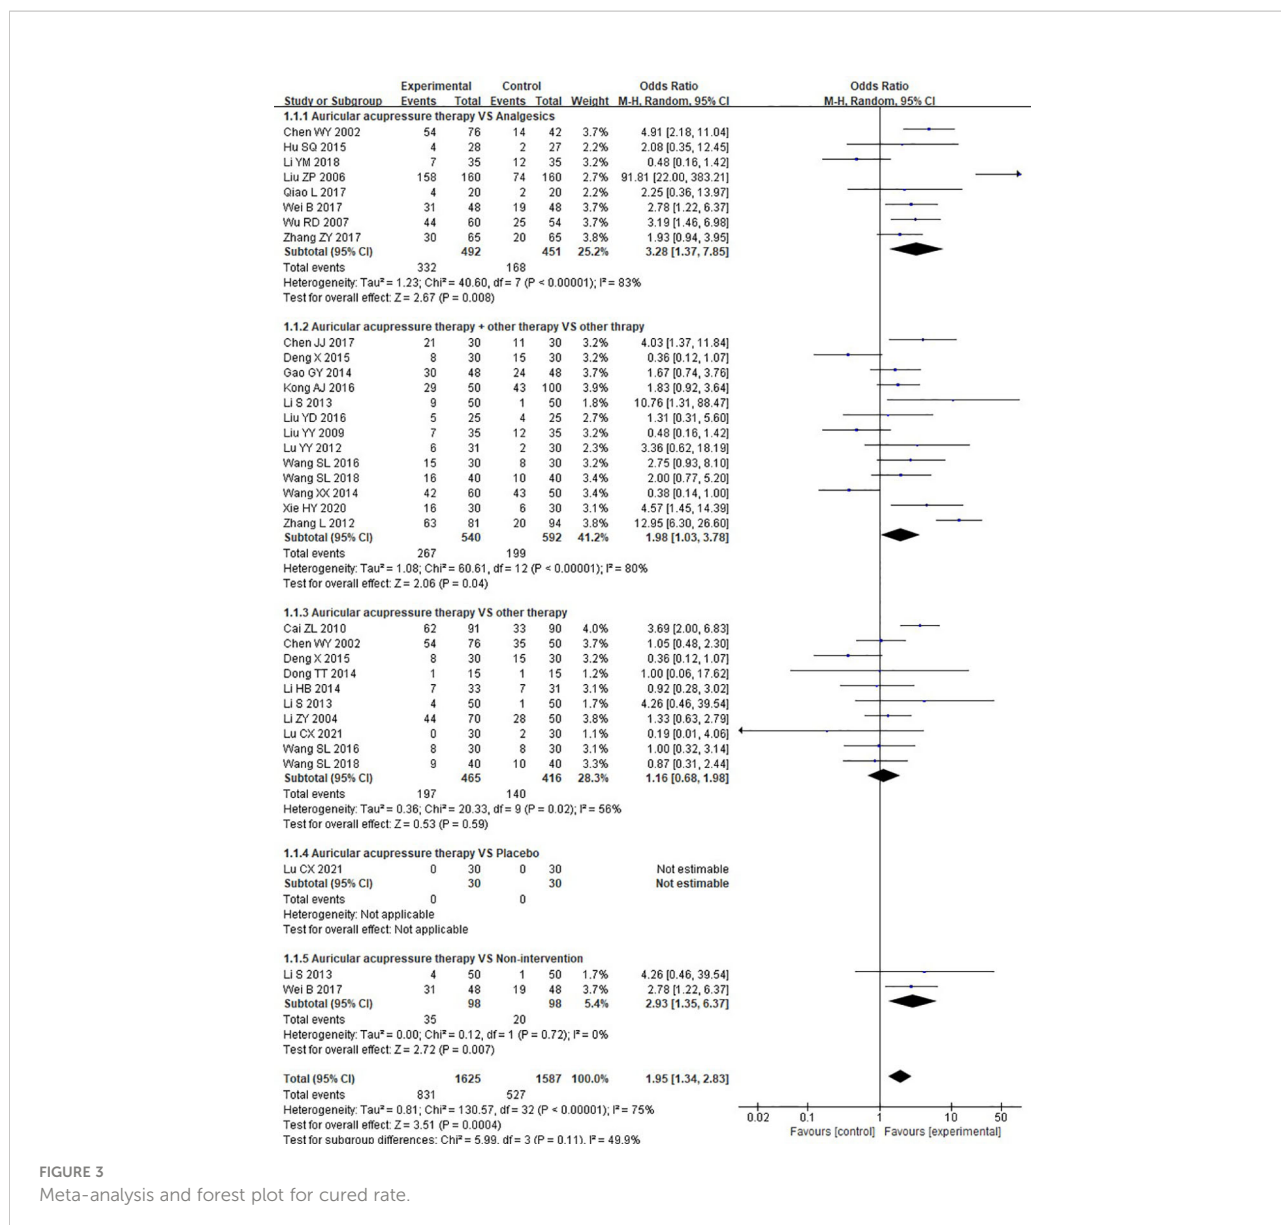 Experimental Control Odds Ratio Odds Ratio
Study or Subgroup Events Total Events Total Weight M-H, Random, 95% CI M-H, Random, 95% CI
1.1.1 Auricular acupressure therapy VS Analgesics
Chen WY 2002 54 76 14 42 3.7% 4.91 [2.18, 11.04]
Hu SQ 2015 4 28 2 27 2.2% 2.08 [0.35, 12.45]
Li YM 2018 7 35 12 35 3.2% 0.48 [0.16, 1.42]
Liu ZP 2006 158 160 74 160 2.7% 91.81 [22.00, 383.21]
Qiao L 2017 4 20 2 20 2.2% 2.25 [0.36, 13.97]
Wei B 2017 31 48 19 48 3.7% 2.78 [1.22, 6.37]
Wu RD 2007 44 60 25 54 3.7% 3.19 [1.46, 6.98]
Zhang ZY 2017 30 65 20 65 3.8% 1.93 [0.94, 3.95]
Subtotal (95% CI) 492 451 25.2% 3.28 [1.37, 7.85]
Total events 332 168
Heterogeneity: Tau² = 1.23; Chi² = 40.60, df = 7 (P < 0.00001); I² = 83%
Test for overall effect: Z = 2.67 (P = 0.008)
1.1.2 Auricular acupressure therapy + other therapy VS other thrapy
Chen JJ 2017 21 30 11 30 3.2% 4.03 [1.37, 11.84]
Deng X 2015 8 30 15 30 3.2% 0.36 [0.12, 1.07]
Gao GY 2014 30 48 24 48 3.7% 1.67 [0.74, 3.76]
Kong AJ 2016 29 50 43 100 3.9% 1.83 [0.92, 3.64]
Li S 2013 9 50 1 50 1.8% 10.76 [1.31, 88.47]
Liu YD 2016 5 25 4 25 2.7% 1.31 [0.31, 5.60]
Liu YY 2009 7 35 12 35 3.2% 0.48 [0.16, 1.42]
Lu YY 2012 6 31 2 30 2.3% 3.36 [0.62, 18.19]
Wang SL 2016 15 30 8 30 3.2% 2.75 [0.93, 8.10]
Wang SL 2018 16 40 10 40 3.4% 2.00 [0.77, 5.20]
Wang XX 2014 42 60 43 50 3.4% 0.38 [0.14, 1.00]
Xie HY 2020 16 30 6 30 3.1% 4.57 [1.45, 14.39]
Zhang L 2012 63 81 20 94 3.8% 12.95 [6.30, 26.60]
Subtotal (95% CI) 540 592 41.2% 1.98 [1.03, 3.78]
Total events 267 199
Heterogeneity: Tau² = 1.08; Chi² = 60.61, df = 12 (P < 0.00001); I² = 80%
Test for overall effect: Z = 2.06 (P = 0.04)
1.1.3 Auricular acupressure therapy VS other therapy
Cai ZL 2010 62 91 33 90 4.0% 3.69 [2.00, 6.83]
Chen WY 2002 54 76 35 50 3.7% 1.05 [0.48, 2.30]
Deng X 2015 8 30 15 30 3.2% 0.36 [0.12, 1.07]
Dong TT 2014 1 15 1 15 1.2% 1.00 [0.06, 17.62]
Li HB 2014 7 33 7 31 3.1% 0.92 [0.28, 3.02]
Li S 2013 4 50 1 50 1.7% 4.26 [0.46, 39.54]
Li ZY 2004 44 70 28 50 3.8% 1.33 [0.63, 2.79]
Lu CX 2021 0 30 2 30 1.1% 0.19 [0.01, 4.06]
Wang SL 2016 8 30 8 30 3.1% 1.00 [0.32, 3.14]
Wang SL 2018 9 40 10 40 3.3% 0.87 [0.31, 2.44]
Subtotal (95% CI) 465 416 28.3% 1.16 [0.68, 1.98]
Total events 197 140
Heterogeneity: Tau² = 0.36; Chi² = 20.33, df = 9 (P = 0.02); I² = 56%
Test for overall effect: Z = 0.53 (P = 0.59)
1.1.4 Auricular acupressure therapy VS Placebo
Lu CX 2021 0 30 0 30 Not estimable
Subtotal (95% CI) 30 30 Not estimable
Total events 0 0
Heterogeneity: Not applicable
Test for overall effect: Not applicable
1.1.5 Auricular acupressure therapy VS Non-intervention
Li S 2013 4 50 1 50 1.7% 4.26 [0.46, 39.54]
Wei B 2017 31 48 19 48 3.7% 2.78 [1.22, 6.37]
Subtotal (95% CI) 98 98 5.4% 2.93 [1.35, 6.37]
Total events 35 20
Heterogeneity: Tau² = 0.00; Chi² = 0.12, df = 1 (P = 0.72); I² = 0%
Test for overall effect: Z = 2.72 (P = 0.007)
Total (95% CI) 1625 1587 100.0% 1.95 [1.34, 2.83]
Total events 831 527
Heterogeneity: Tau² = 0.81; Chi² = 130.57, df = 32 (P < 0.00001); I² = 75%
Test for overall effect: Z = 3.51 (P = 0.0004)
Test for subgroup differences: Chi² = 5.99, df = 3 (P = 0.11), I² = 49.9%
0.02 0.1 1 10 50
Favours [control] Favours [experimental]
FIGURE 3
Meta-analysis and forest plot for cured rate.